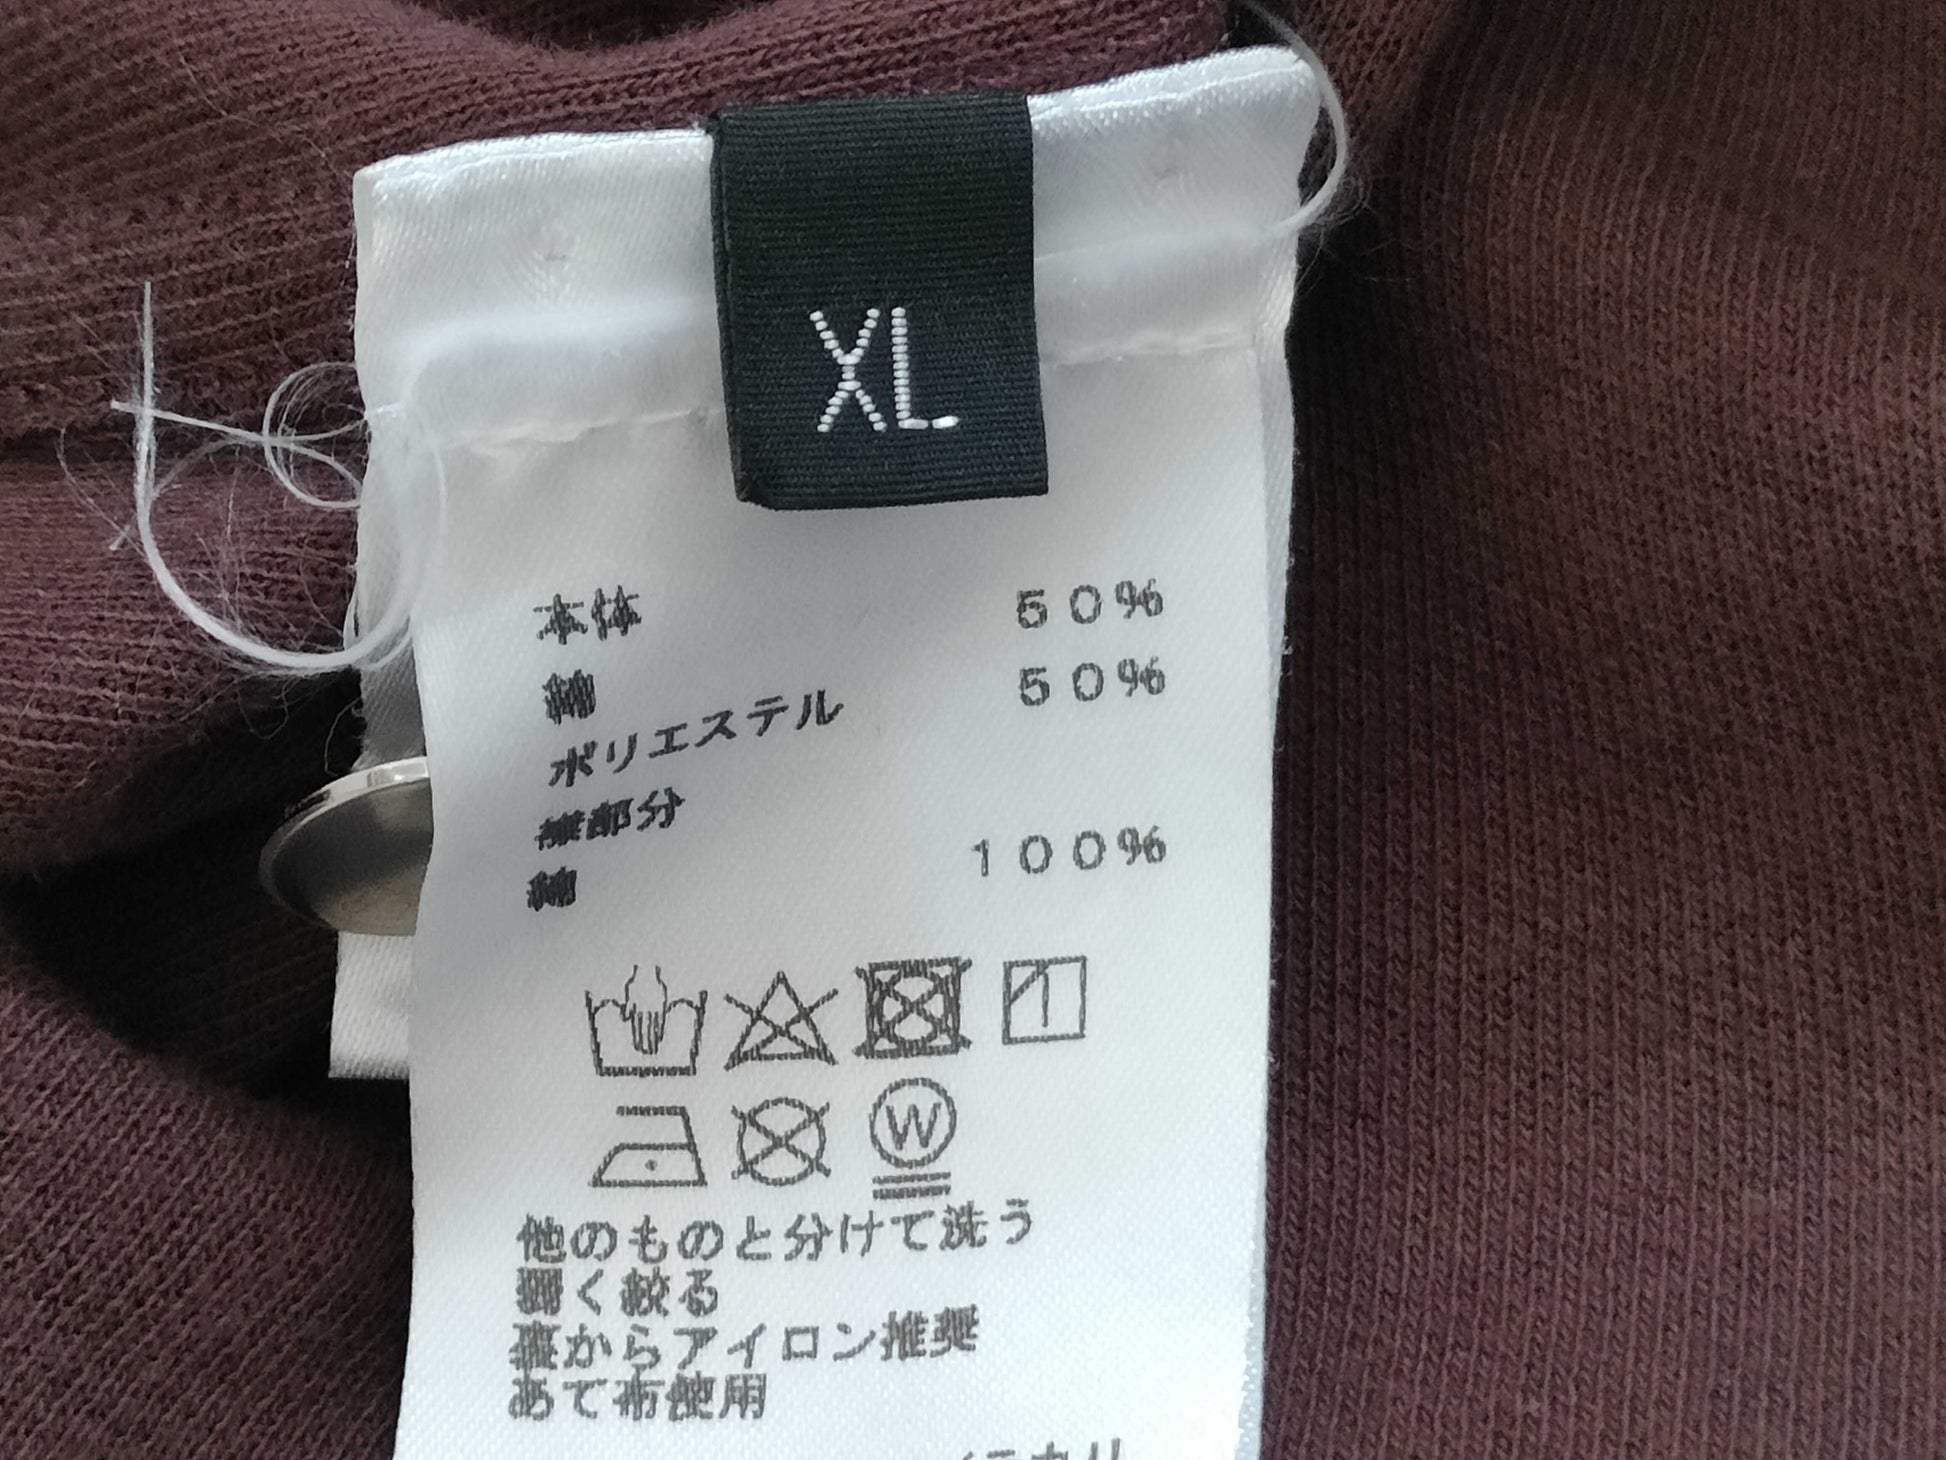 XL
本体 50%
綿 50%
ポリエステル
部分
綿 100%
W
他のものと分けて洗う
弱く絞る
裏からアイロン推奨
あて布使用